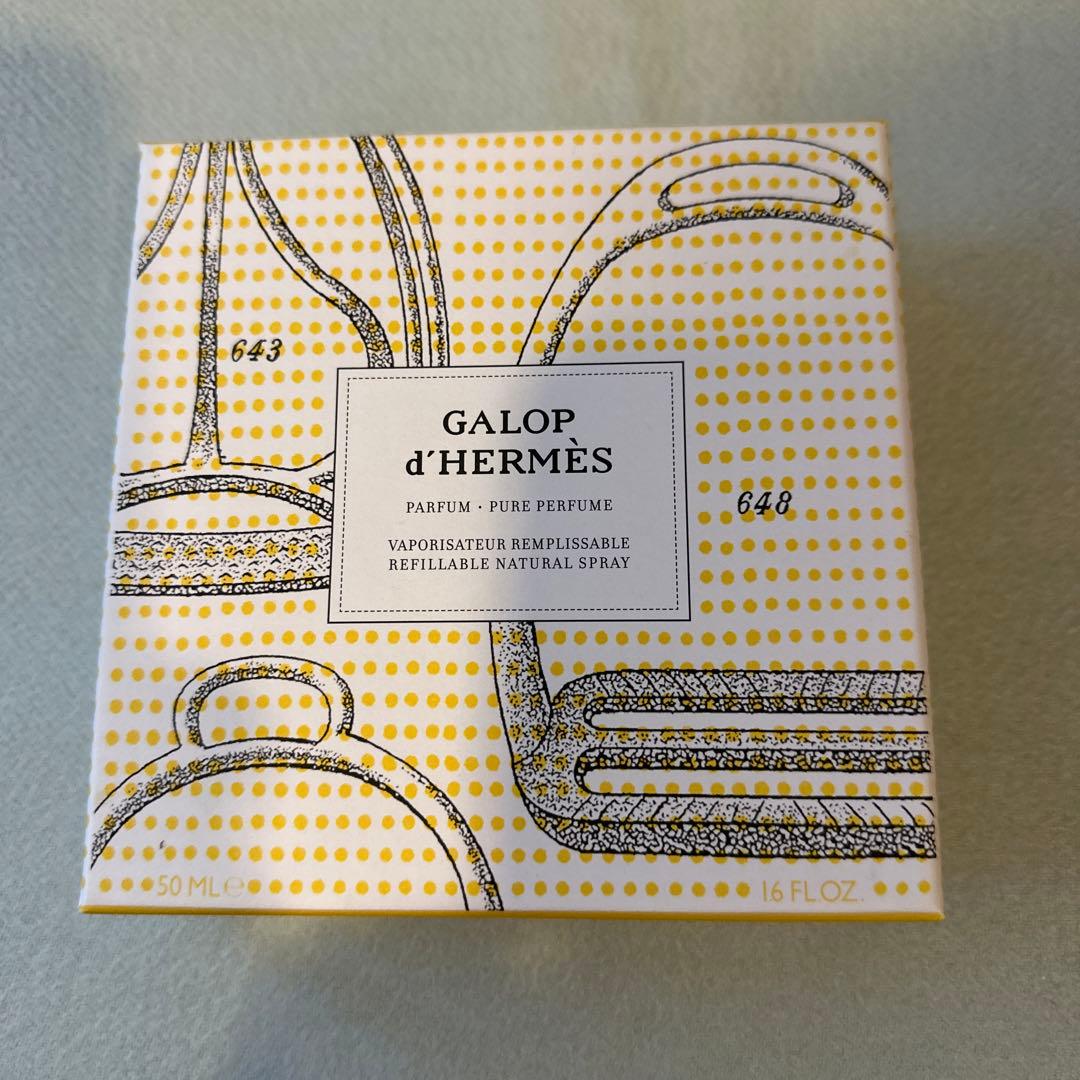 643
GALOP
d'HERMÈS
PARFUM · PURE PERFUME
648
VAPORISATEUR REMPLISSABLE
REFILLABLE NATURAL SPRAY
50 ML ℮
1.6 FL.OZ.